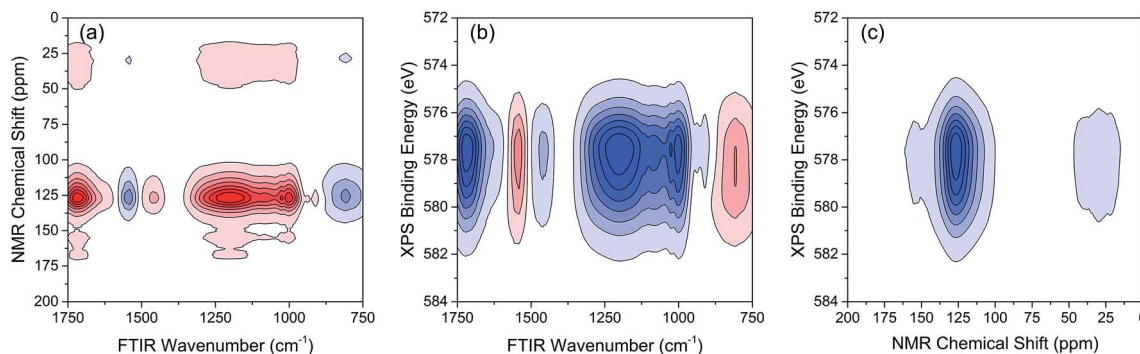 (a)
NMR Chemical Shift (ppm)
0
25
50
75
100
125
150
175
200
1750 1500 1250 1000 750
FTIR Wavenumber (cm⁻¹)
(b)
XPS Binding Energy (eV)
572
574
576
578
580
582
584
1750 1500 1250 1000 750
FTIR Wavenumber (cm⁻¹)
(c)
XPS Binding Energy (eV)
572
574
576
578
580
582
584
200 175 150 125 100 75 50 25 0
NMR Chemical Shift (ppm)